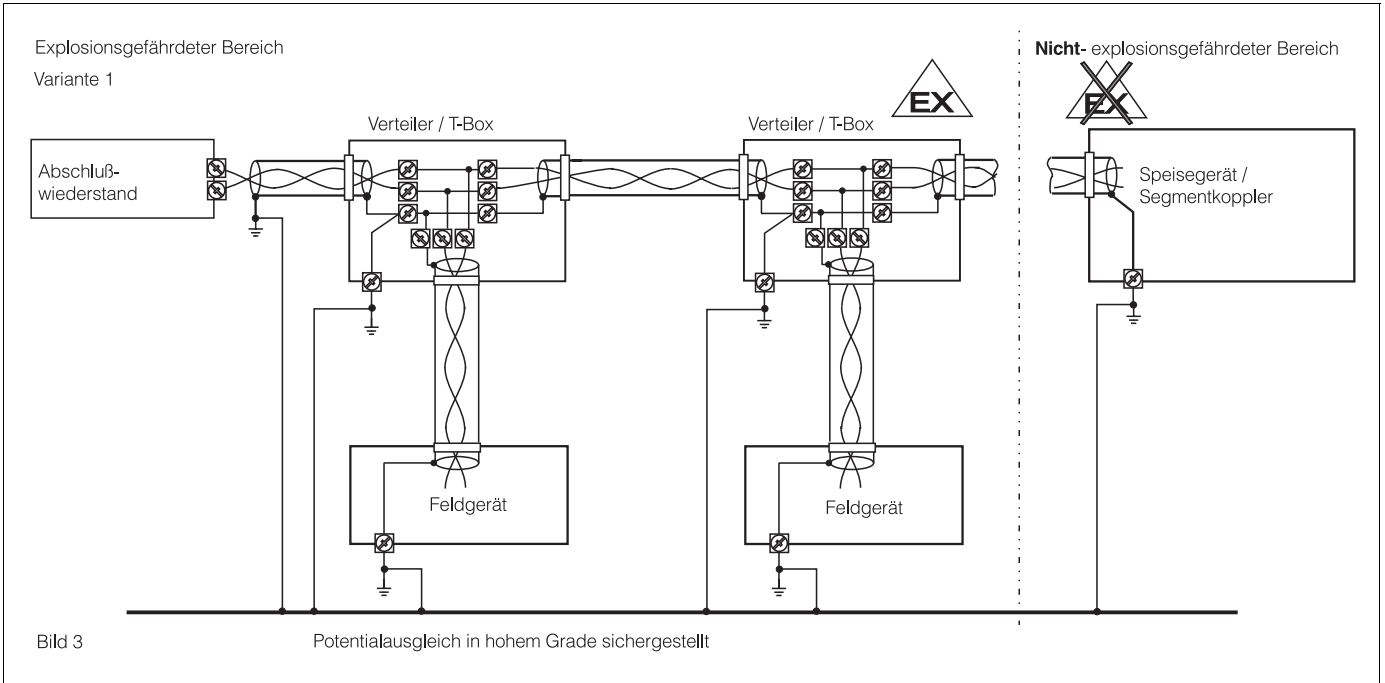 Explosionsgefährdeter Bereich
Variante 1
Nicht- explosionsgefährdeter Bereich
EX
EX
Verteiler / T-Box
Verteiler / T-Box
Abschluß-
wiederstand
Speisegerät /
Segmentkoppler
Feldgerät
Feldgerät
Bild 3
Potentialausgleich in hohem Grade sichergestellt